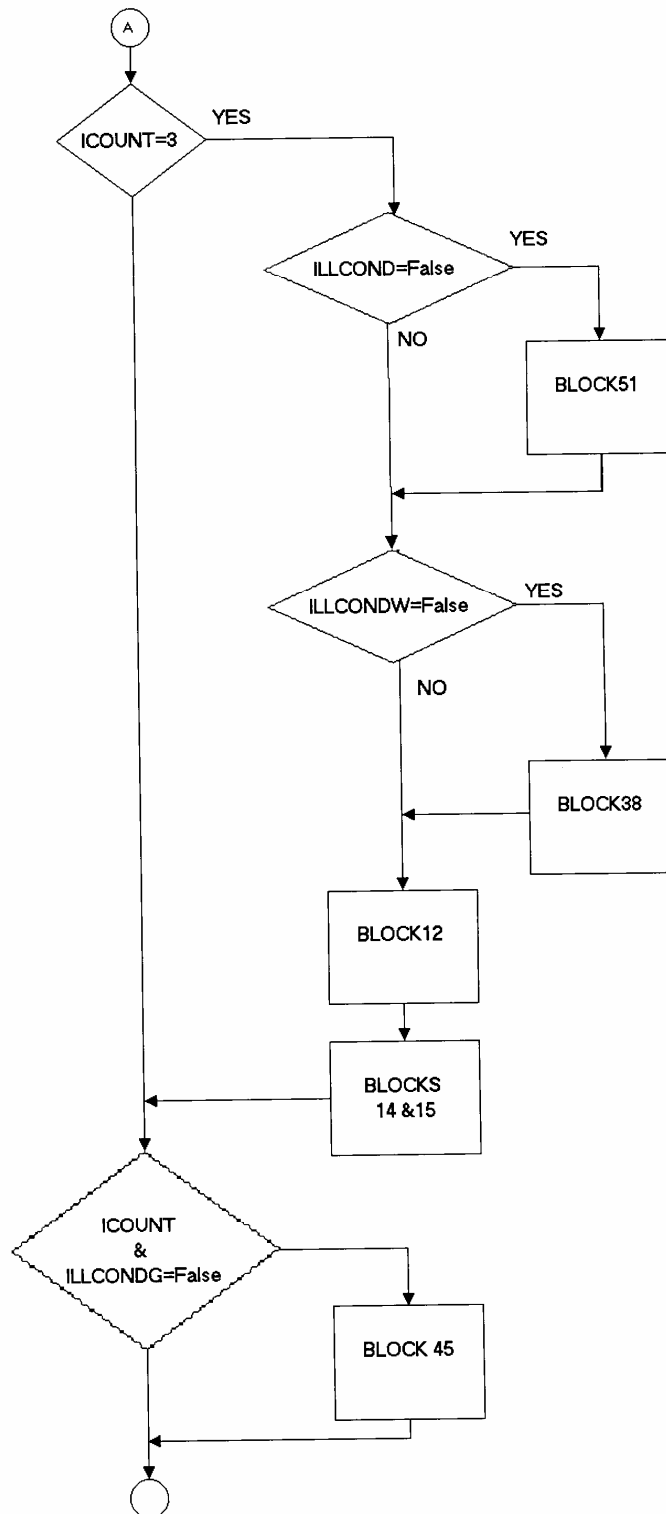 A
ICOUNT=3
YES
ILLCOND=False
YES
NO
BLOCK51
ILLCONDW=False
YES
NO
BLOCK38
BLOCK12
BLOCKS
14 &15
ICOUNT
&
ILLCONDG=False
BLOCK 45